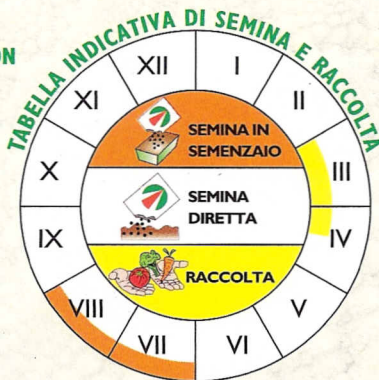 ON
TABELLA INDICATIVA DI SEMINA E RACCOLTA
XII
I
XI
II
X
III
IX
IV
VIII
V
VII
VI
SEMINA IN
SEMENZAIO
SEMINA
DIRETTA
RACCOLTA